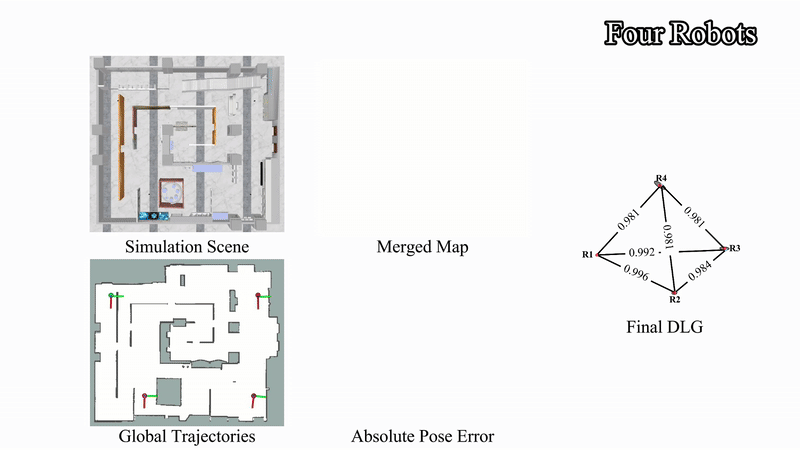 Four Robots
Simulation Scene
Merged Map
R4
0.981
0.981
0.981
R1
0.992
R3
0.996
0.984
R2
Final DLG
Global Trajectories
Absolute Pose Error